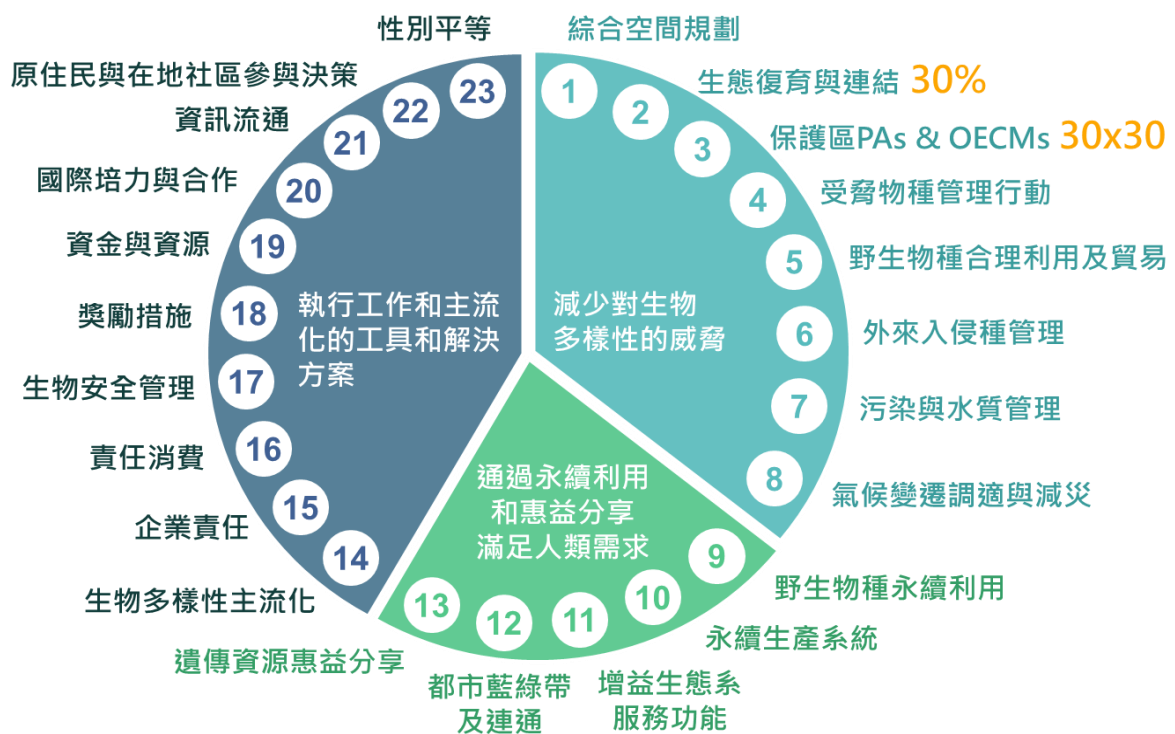 綜合空間規劃
1
生態復育與連結 30%
2
保護區PAs & OECMs 30x30
3
受脅物種管理行動
4
野生物種合理利用及貿易
5
外來入侵種管理
6
污染與水質管理
7
氣候變遷調適與減災
8
減少對生物
多樣性的威脅
野生物種永續利用
9
永續生產系統
10
增益生態系
服務功能
11
都市藍綠帶
及連通
12
遺傳資源惠益分享
13
通過永續利用
和惠益分享
滿足人類需求
生物多樣性主流化
14
企業責任
15
責任消費
16
生物安全管理
17
獎勵措施
18
資金與資源
19
國際培力與合作
20
資訊流通
21
原住民與在地社區參與決策
22
性別平等
23
執行工作和主流
化的工具和解決
方案